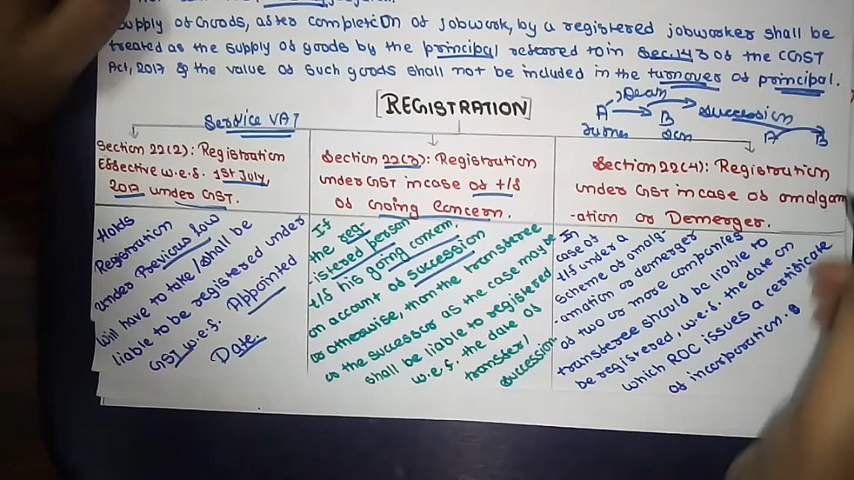 supply of Goods, after completion of jobwork, by a registered jobworker shall be
treated as the supply of goods by the principal referred to in Sec. 143 of the CGST
Act, 2017 & the value of such goods shall not be included in the turnover of principal.
[REGISTRATION]
Service VAT
A Dean B Succession A B
Section 22(2): Registration
Effective w.e.f. 1st July,
2017 under GST.
Holds
Registration
under Previous law
will have to take/shall be
liable to be registered under
GST w.e.f. Appointed
Date.
Section 22(3): Registration
under GST in case of t/f
of Going Concern.
If
the reg-
istered person
t/f his going concern,
on account of succession
or otherwise, then the transferee
or the successor as the case maybe
shall be liable to registered
w.e.f. the date of
transfer/
succession.
Section 22(4): Registration
under GST in case of amalgam
-ation or Demerger.
In
case of
t/f under a
Scheme of amalg-
-amation or demerger
of two or more companies
transferee should be liable to
be registered, w.e.f. the date on
which ROC issues a certificate
of incorporation.